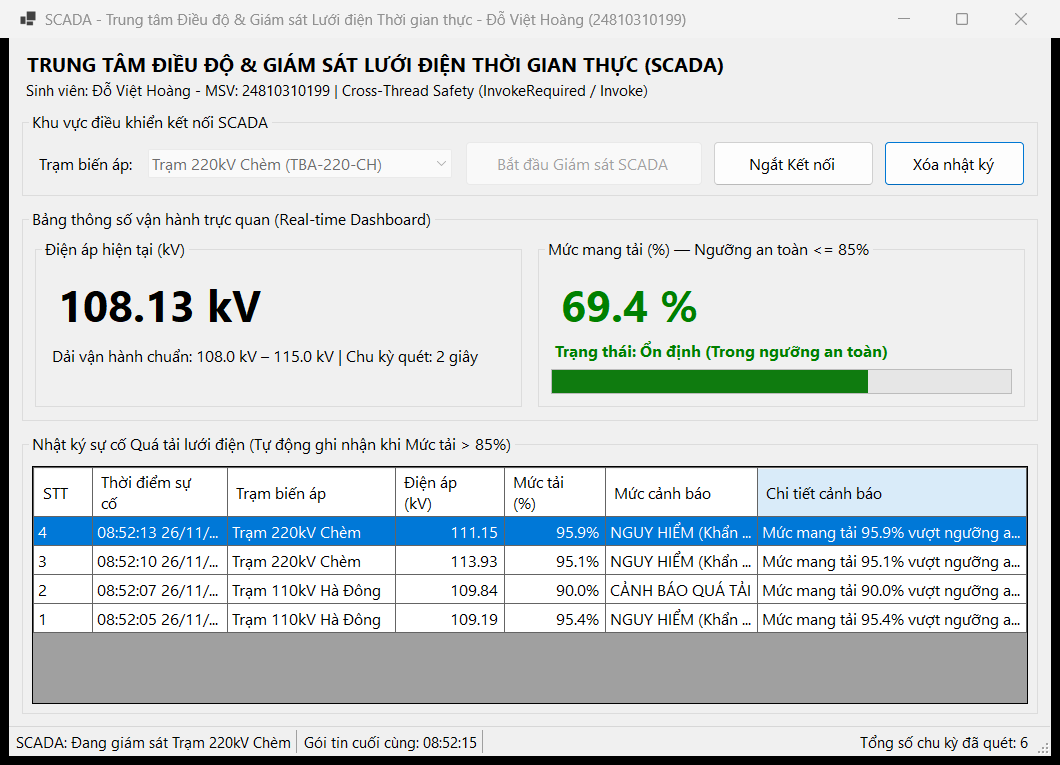 SCADA - Trung tâm Điều độ & Giám sát Lưới điện Thời gian thực - Đỗ Việt Hoàng (24810310199)
TRUNG TÂM ĐIỀU ĐỘ & GIÁM SÁT LƯỚI ĐIỆN THỜI GIAN THỰC (SCADA)
Sinh viên: Đỗ Việt Hoàng - MSV: 24810310199 | Cross-Thread Safety (InvokeRequired / Invoke)
Khu vực điều khiển kết nối SCADA
Trạm biến áp: Trạm 220kV Chèm (TBA-220-CH) Bắt đầu Giám sát SCADA Ngắt Kết nối Xóa nhật ký
Bảng thông số vận hành trực quan (Real-time Dashboard)
Điện áp hiện tại (kV)
108.13 kV
Dải vận hành chuẩn: 108.0 kV – 115.0 kV | Chu kỳ quét: 2 giây
Mức mang tải (%) — Ngưỡng an toàn <= 85%
69.4 %
Trạng thái: Ổn định (Trong ngưỡng an toàn)
Nhật ký sự cố Quá tải lưới điện (Tự động ghi nhận khi Mức tải > 85%)
STT Thời điểm sự cố Trạm biến áp Điện áp (kV) Mức tải (%) Mức cảnh báo Chi tiết cảnh báo
4 08:52:13 26/11/... Trạm 220kV Chèm 111.15 95.9% NGUY HIỂM (Khẩn ... Mức mang tải 95.9% vượt ngưỡng a...
3 08:52:10 26/11/... Trạm 220kV Chèm 113.93 95.1% NGUY HIỂM (Khẩn ... Mức mang tải 95.1% vượt ngưỡng a...
2 08:52:07 26/11/... Trạm 110kV Hà Đông 109.84 90.0% CẢNH BÁO QUÁ TẢI Mức mang tải 90.0% vượt ngưỡng a...
1 08:52:05 26/11/... Trạm 110kV Hà Đông 109.19 95.4% NGUY HIỂM (Khẩn ... Mức mang tải 95.4% vượt ngưỡng a...
SCADA: Đang giám sát Trạm 220kV Chèm Gói tin cuối cùng: 08:52:15 Tổng số chu kỳ đã quét: 6